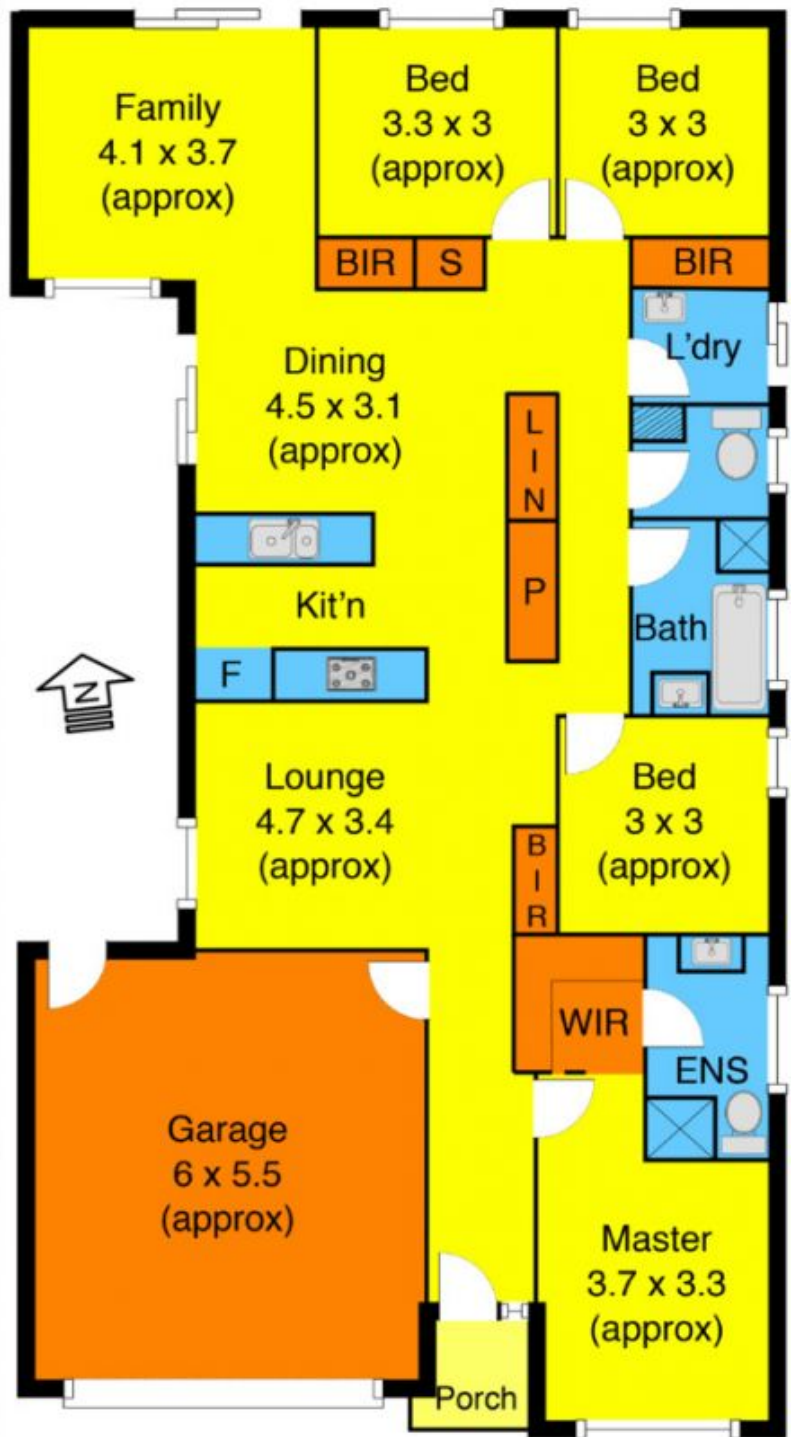 Family
4.1 x 3.7
(approx)
Bed
3.3 x 3
(approx)
Bed
3 x 3
(approx)
BIR
S
BIR
L'dry
Dining
4.5 x 3.1
(approx)
L
I
N
P
Kit'n
Bath
F
N
Lounge
4.7 x 3.4
(approx)
Bed
3 x 3
(approx)
B
I
R
WIR
ENS
Garage
6 x 5.5
(approx)
Master
3.7 x 3.3
(approx)
Porch